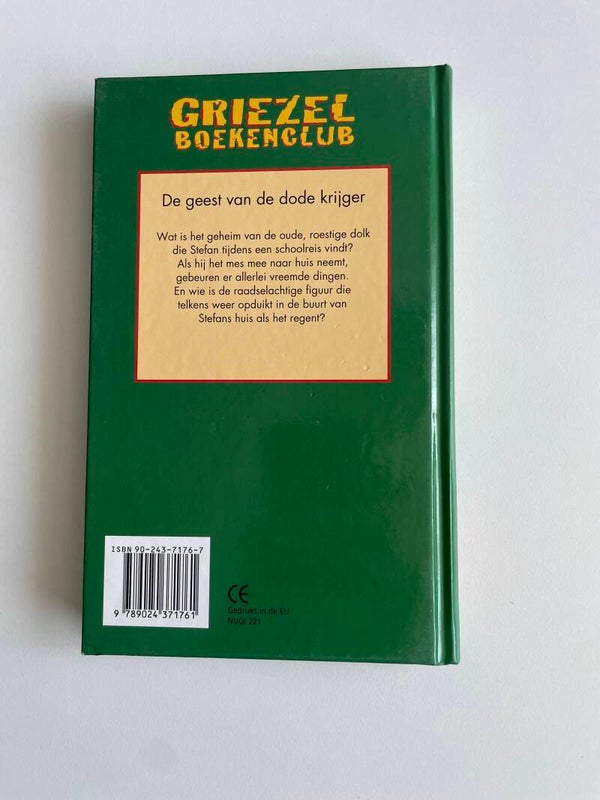 GRIEZEL
BOEKENCLUB
De geest van de dode krijger
Wat is het geheim van de oude, roestige dolk
die Stefan tijdens een schoolreis vindt?
Als hij het mes mee naar huis neemt,
gebeuren er allerlei vreemde dingen.
En wie is de raadselachtige figuur die
telkens weer opduikt in de buurt van
Stefans huis als het regent?
ISBN 90-243-7176-7
9 789024 371761
CE
Gedrukt in de EU
NUGI 221